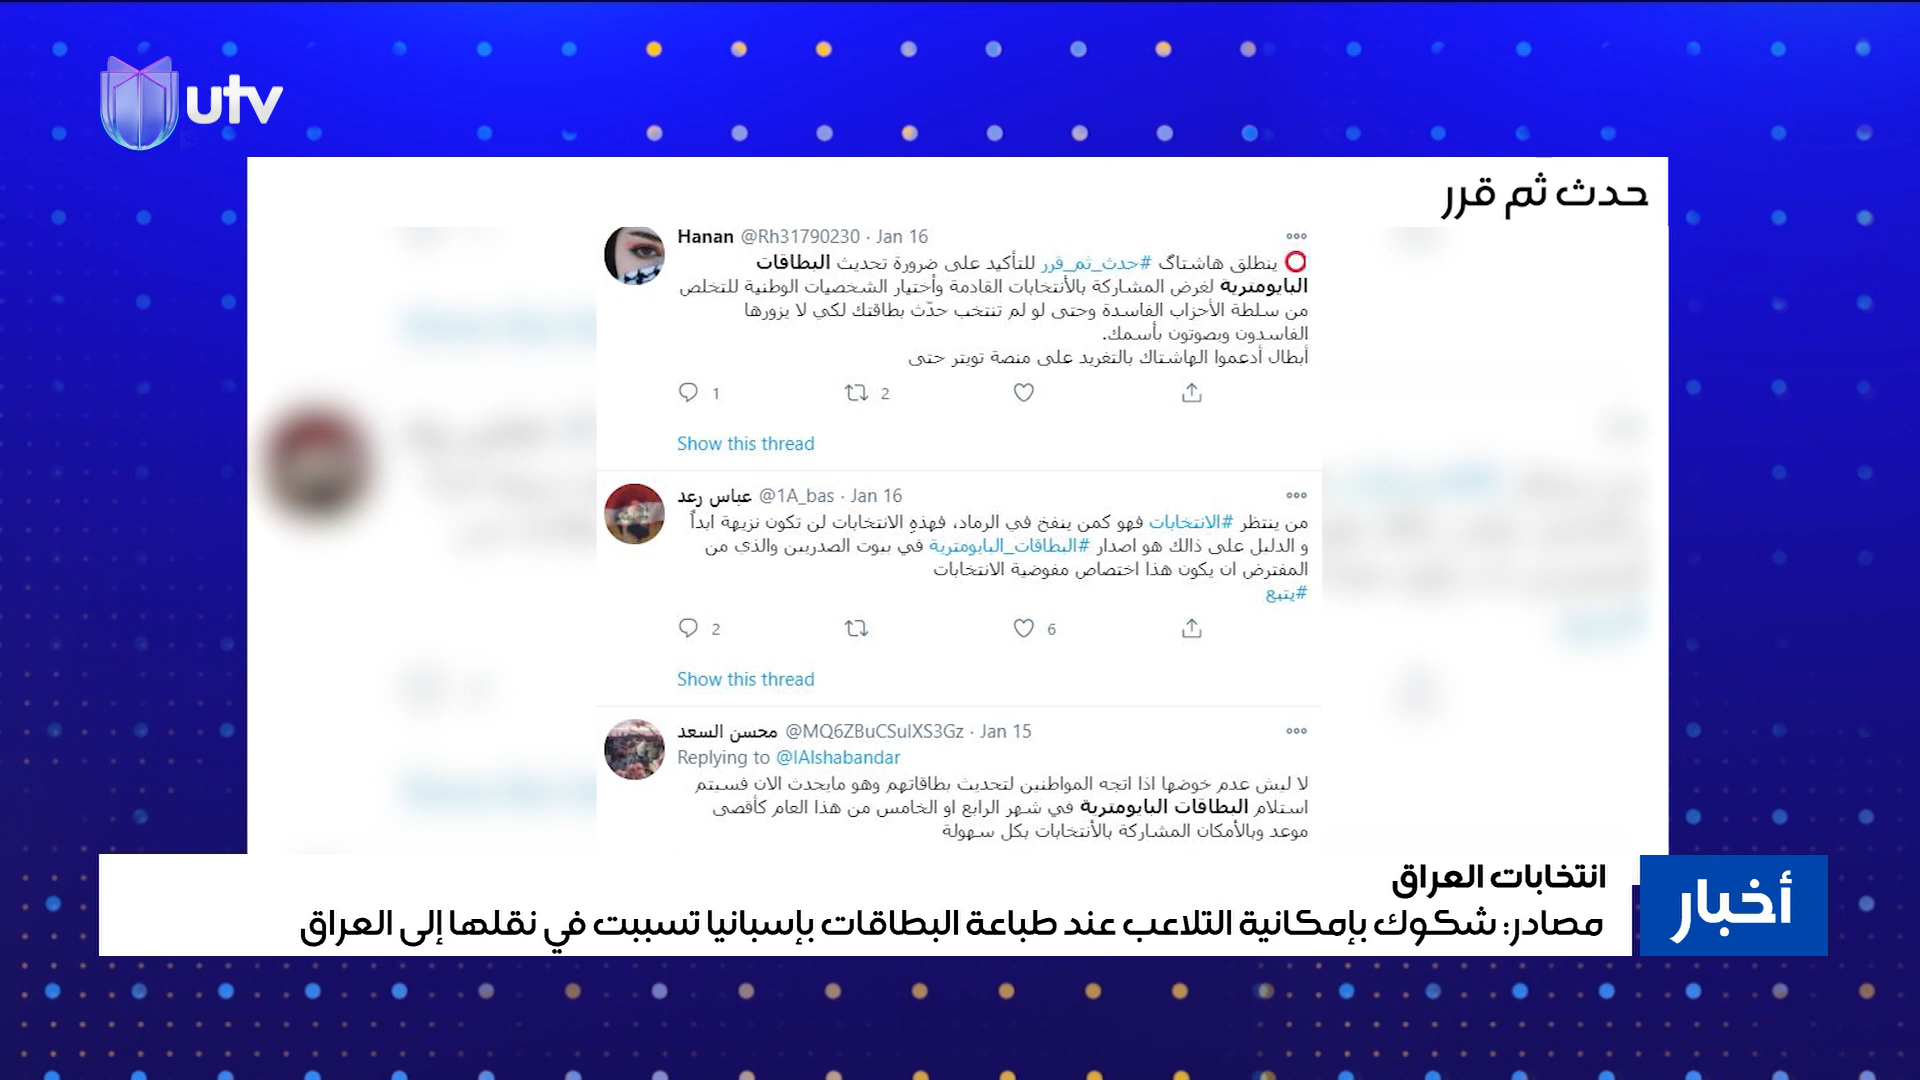 utv
حدث ثم قرر
Hanan @Rh31790230 · Jan 16
ينطلق هاشتاگ #حدث_ثم_قرر للتأكيد على ضرورة تحديث البطاقات
البايومترية لغرض المشاركة بالأنتخابات القادمة وأختيار الشخصيات الوطنية للتخلص
من سلطة الأحزاب الفاسدة وحتى لو لم تنتخب حدّث بطاقتك لكي لا يزورها
الفاسدون ويصوتون بأسمك.
أبطال أدعموا الهاشتاك بالتغريد على منصة تويتر حتى
1 2
Show this thread
عباس رعد @1A_bas · Jan 16
من ينتظر #الانتخابات فهو كمن ينفخ في الرماد، فهذهِ الانتخابات لن تكون نزيهة ابداً
و الدليل على ذالك هو اصدار #البطاقات_البايومترية في بيوت الصدريين والذي من
المفترض ان يكون هذا اختصاص مفوضية الانتخابات
#يتبع
2 6
Show this thread
محسن السعد @MQ6ZBuCSulXS3Gz · Jan 15
Replying to @IAlshabandar
لا ليش عدم خوضها اذا اتجه المواطنين لتحديث بطاقاتهم وهو مايحدث الان فسيتم
استلام البطاقات البايومترية في شهر الرابع او الخامس من هذا العام كأقصى
موعد وبالأمكان المشاركة بالأنتخابات بكل سهولة
أخبار
انتخابات العراق
مصادر: شكوك بإمكانية التلاعب عند طباعة البطاقات بإسبانيا تسببت في نقلها إلى العراق